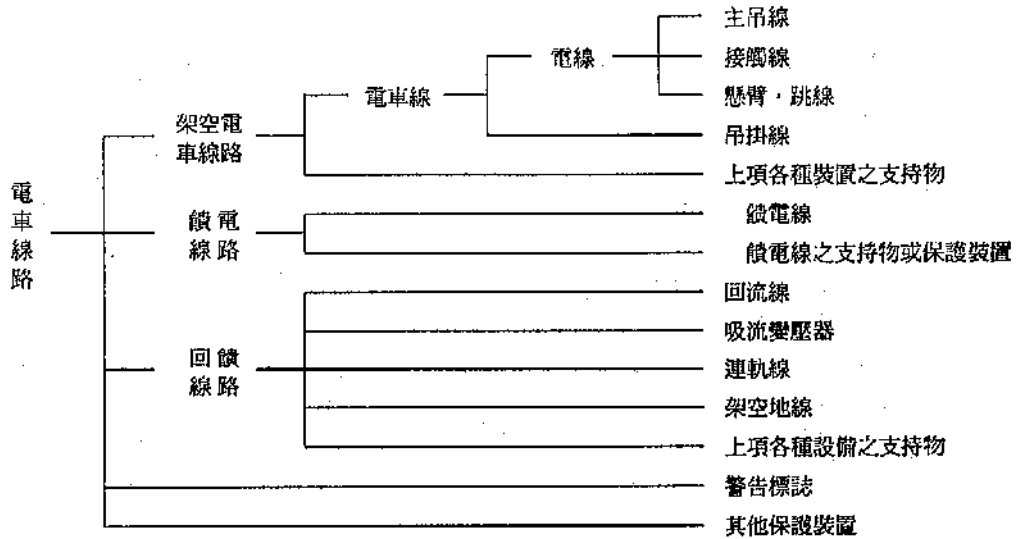 主吊線
電線
接觸線
電車線
懸臂，跳線
架空電
車線路
吊掛線
上項各種裝置之支持物
電車線路
饋電
線路
饋電線
饋電線之支持物或保護裝置
回流線
吸流變壓器
回饋
線路
連軌線
架空地線
上項各種設備之支持物
警告標誌
其他保護裝置